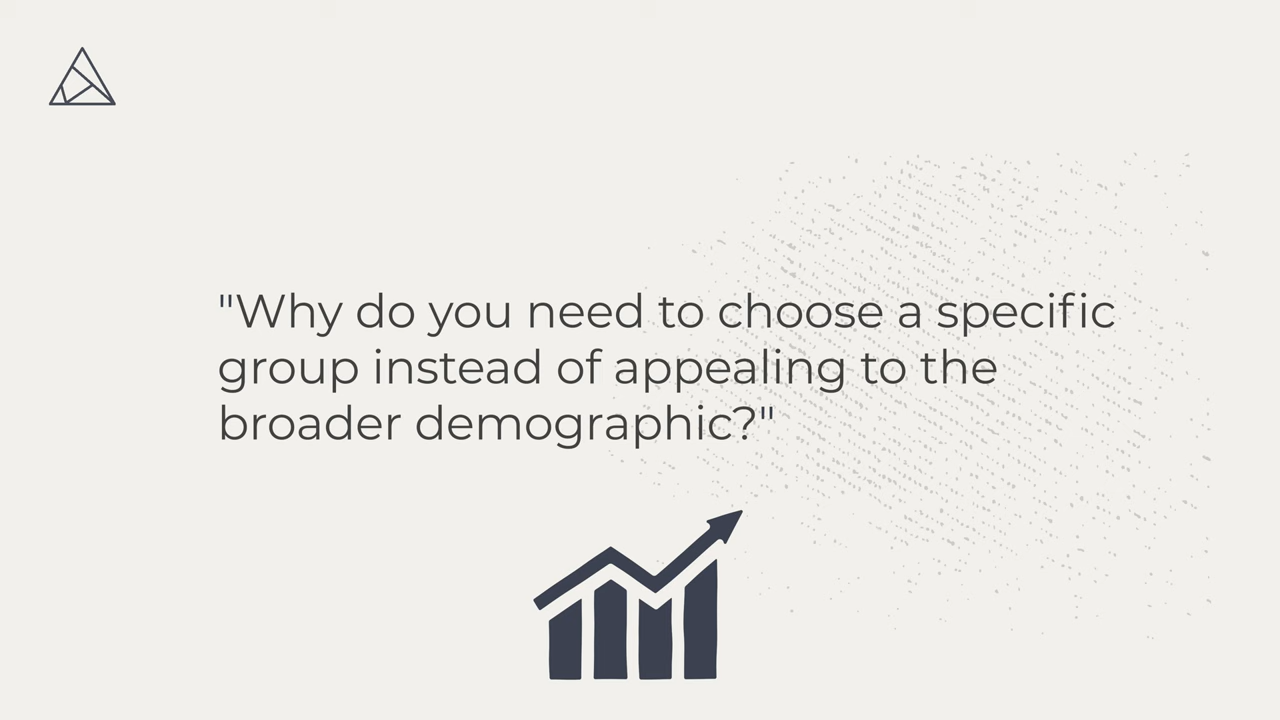 "Why do you need to choose a specific
group instead of appealing to the
broader demographic?"